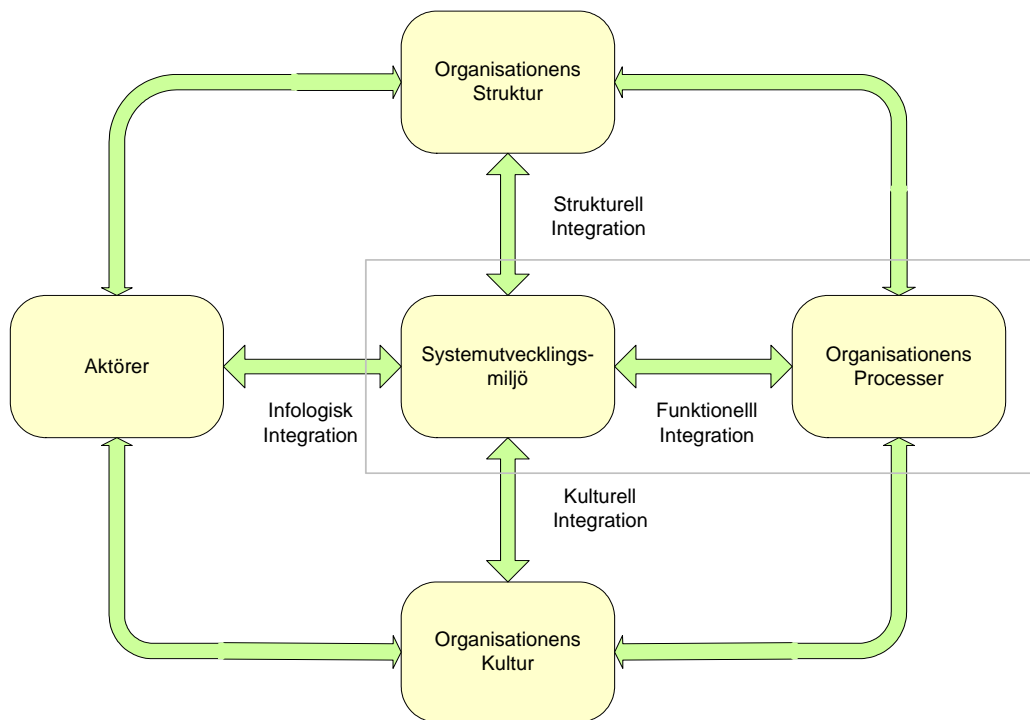 Organisationens
Struktur
Strukturell
Integration
Aktörer
Systemutvecklings-
miljö
Organisationens
Processer
Infologisk
Integration
Funktionelll
Integration
Kulturell
Integration
Organisationens
Kultur